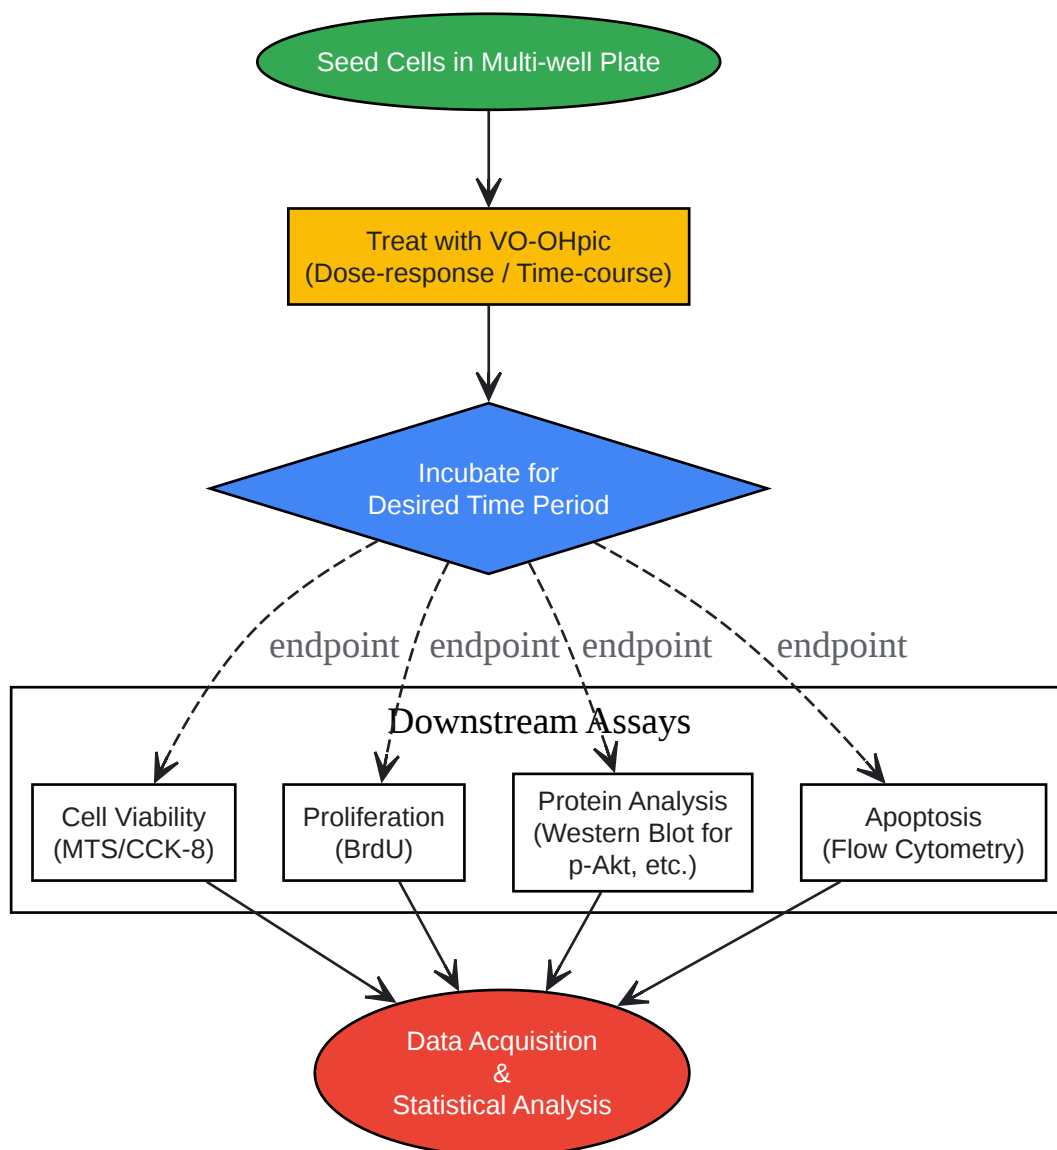 Seed Cells in Multi-well Plate
Treat with VO-OHpic
(Dose-response / Time-course)
Incubate for
Desired Time Period
endpoint
endpoint
endpoint
endpoint
Downstream Assays
Cell Viability
(MTS/CCK-8)
Proliferation
(BrdU)
Protein Analysis
(Western Blot for
p-Akt, etc.)
Apoptosis
(Flow Cytometry)
Data Acquisition
&
Statistical Analysis